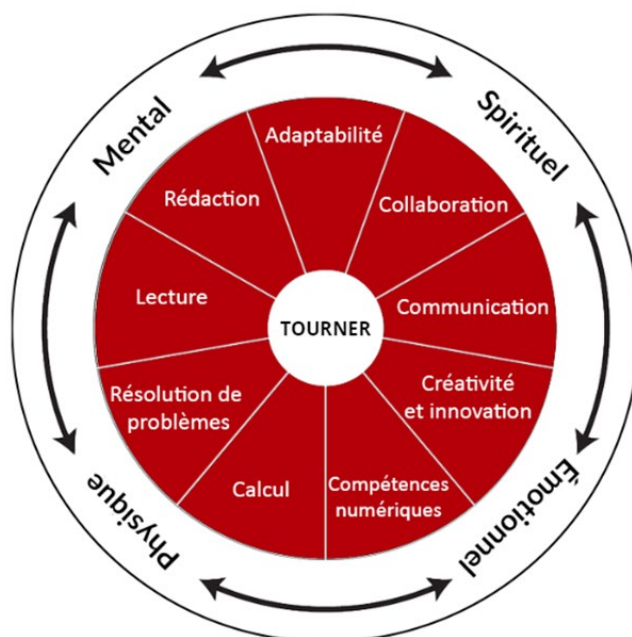 Mental
Spirituel
Émotionnel
Physique
Adaptabilité
Collaboration
Communication
Créativité
et innovation
Compétences
numériques
Calcul
Résolution de
problèmes
Lecture
Rédaction
TOURNER